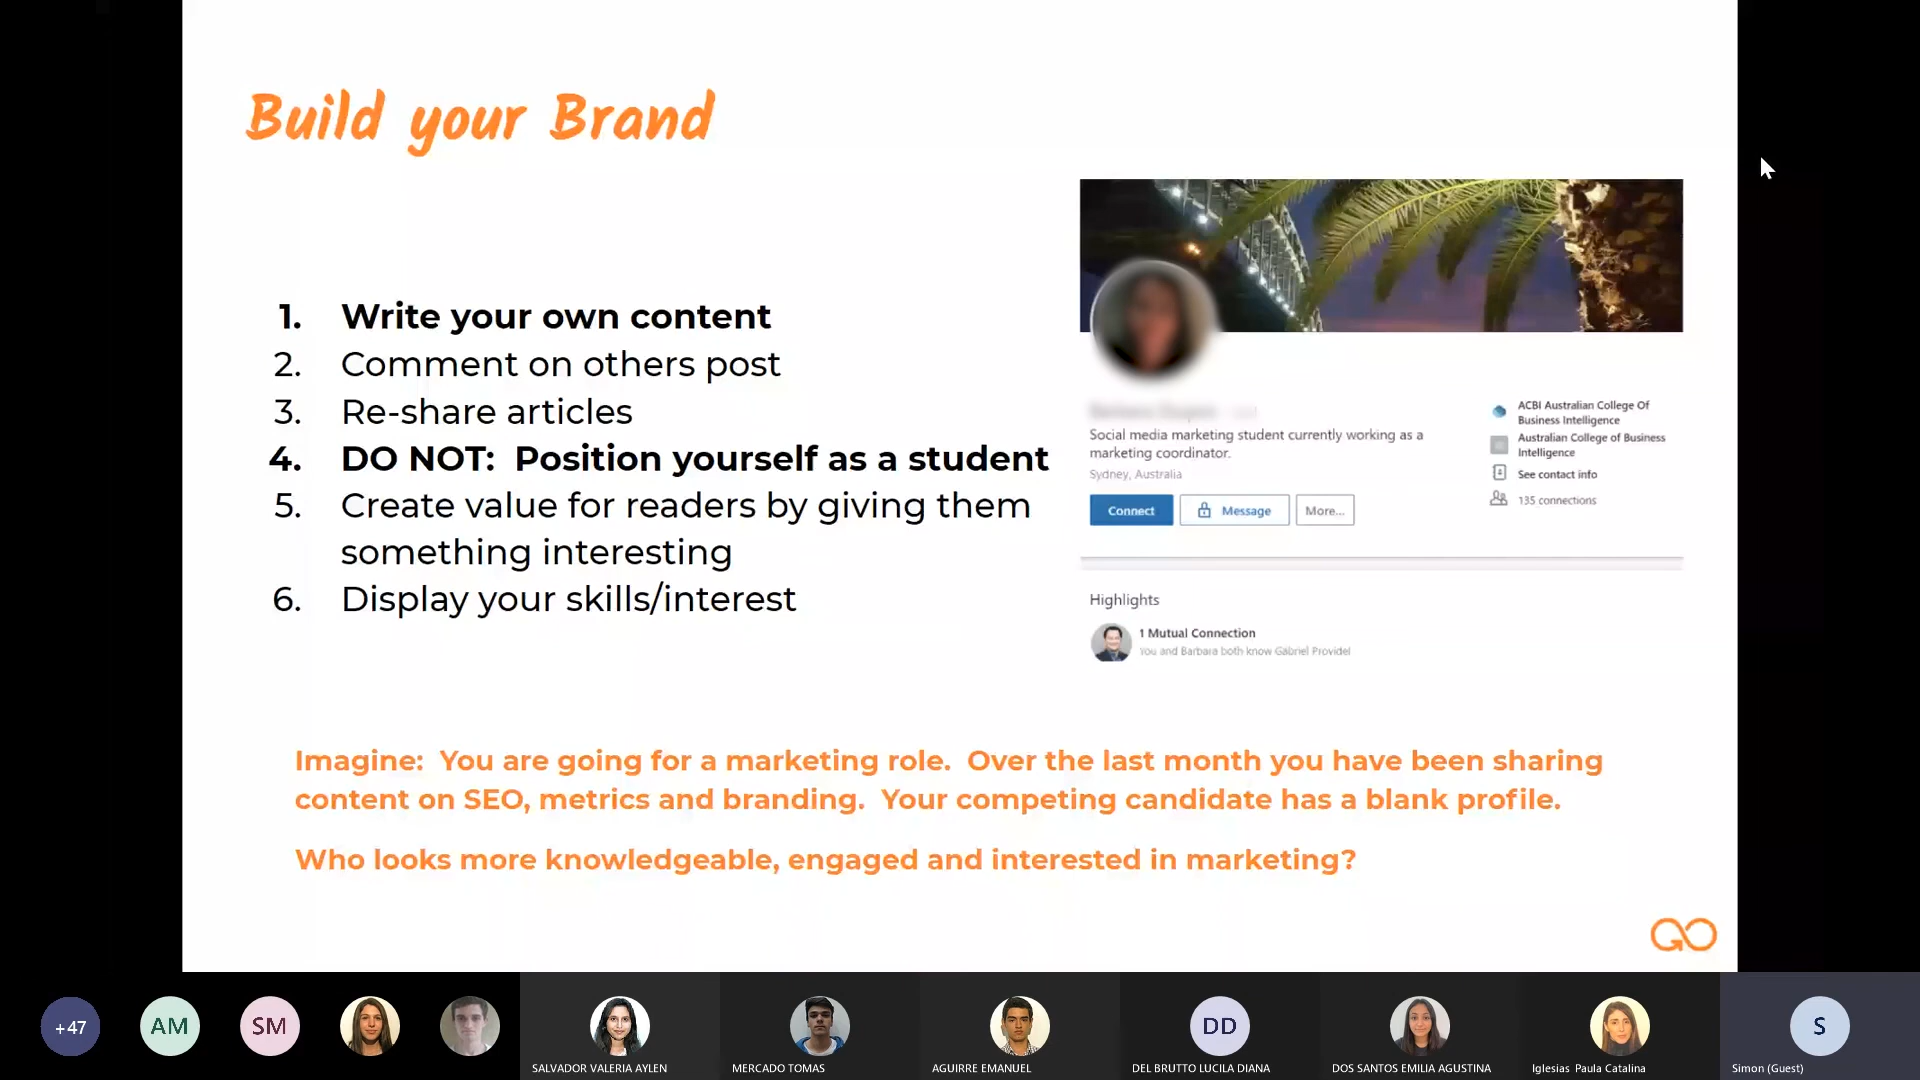 Build your Brand
1. Write your own content
2. Comment on others post
3. Re-share articles
4. DO NOT:  Position yourself as a student
5. Create value for readers by giving them
something interesting
6. Display your skills/interest
Social media marketing student currently working as a
marketing coordinator.
Sydney, Australia
Connect
Message
More...
ACBI Australian College Of
Business Intelligence
Australian College of Business
Intelligence
See contact info
135 connections
Highlights
1 Mutual Connection
You and Barbara both know Gabriel Providel
Imagine:  You are going for a marketing role.  Over the last month you have been sharing
content on SEO, metrics and branding.  Your competing candidate has a blank profile.
Who looks more knowledgeable, engaged and interested in marketing?
+47
AM
SM
DD
S
SALVADOR VALERIA AYLEN
MERCADO TOMAS
AGUIRRE EMANUEL
DEL BRUTTO LUCILA DIANA
DOS SANTOS EMILIA AGUSTINA
Iglesias Paula Catalina
Simon (Guest)